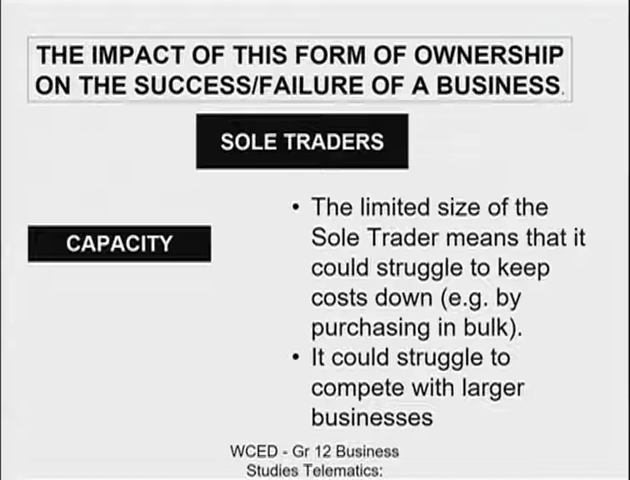 THE IMPACT OF THIS FORM OF OWNERSHIP
ON THE SUCCESS/FAILURE OF A BUSINESS.
SOLE TRADERS
CAPACITY
• The limited size of the
Sole Trader means that it
could struggle to keep
costs down (e.g. by
purchasing in bulk).
• It could struggle to
compete with larger
businesses
WCED - Gr 12 Business
Studies Telematics: